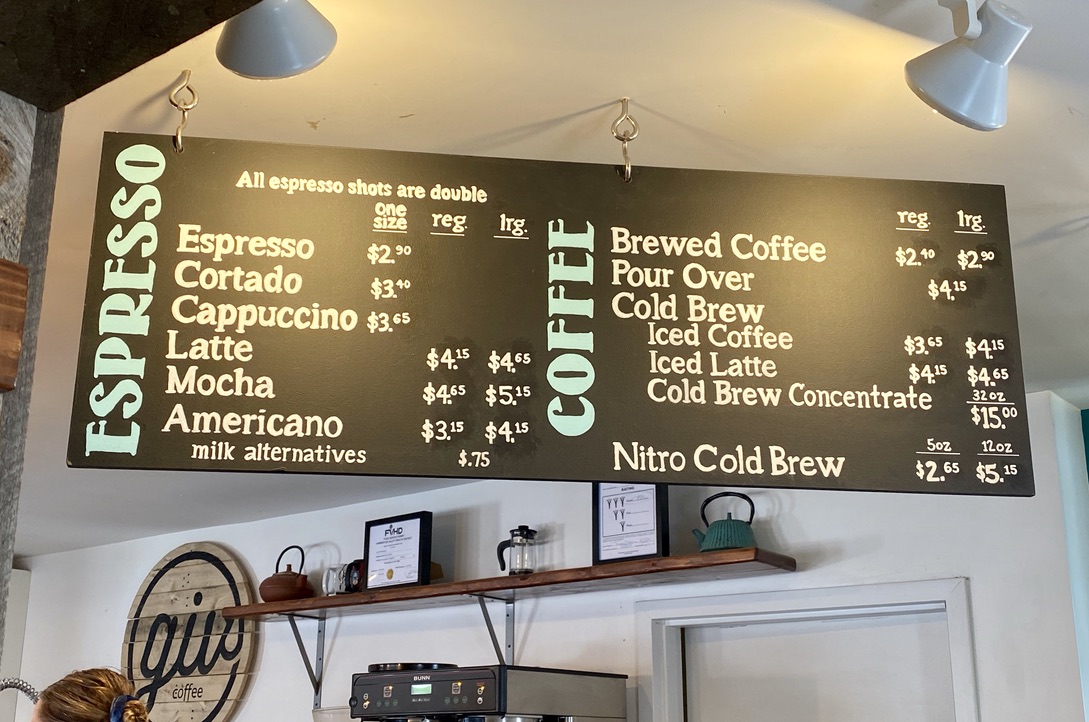 ESPRESSO
All espresso shots are double
one size reg. lrg.
Espresso $2.90
Cortado $3.40
Cappuccino $3.65
Latte $4.15 $4.65
Mocha $4.65 $5.15
Americano $3.15 $4.15
milk alternatives $.75
COFFEE
reg. lrg.
Brewed Coffee $2.40 $2.90
Pour Over $4.15
Cold Brew
Iced Coffee $3.65 $4.15
Iced Latte $4.15 $4.65
Cold Brew Concentrate 32oz
$15.00
5oz 12oz
Nitro Cold Brew $2.65 $5.15
FVHD
coffee
BUNN